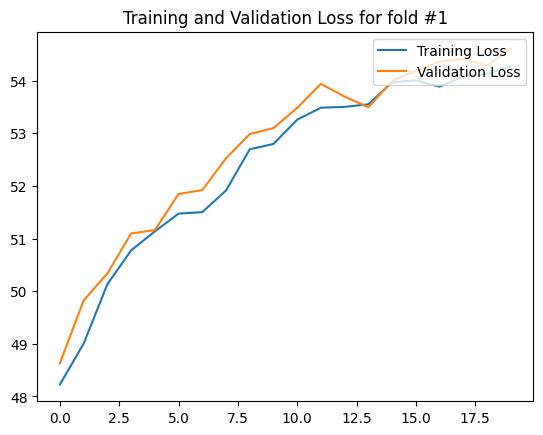 Training and Validation Loss for fold #1
Training Loss
Validation Loss
54
53
52
51
50
49
48
0.0 2.5 5.0 7.5 10.0 12.5 15.0 17.5